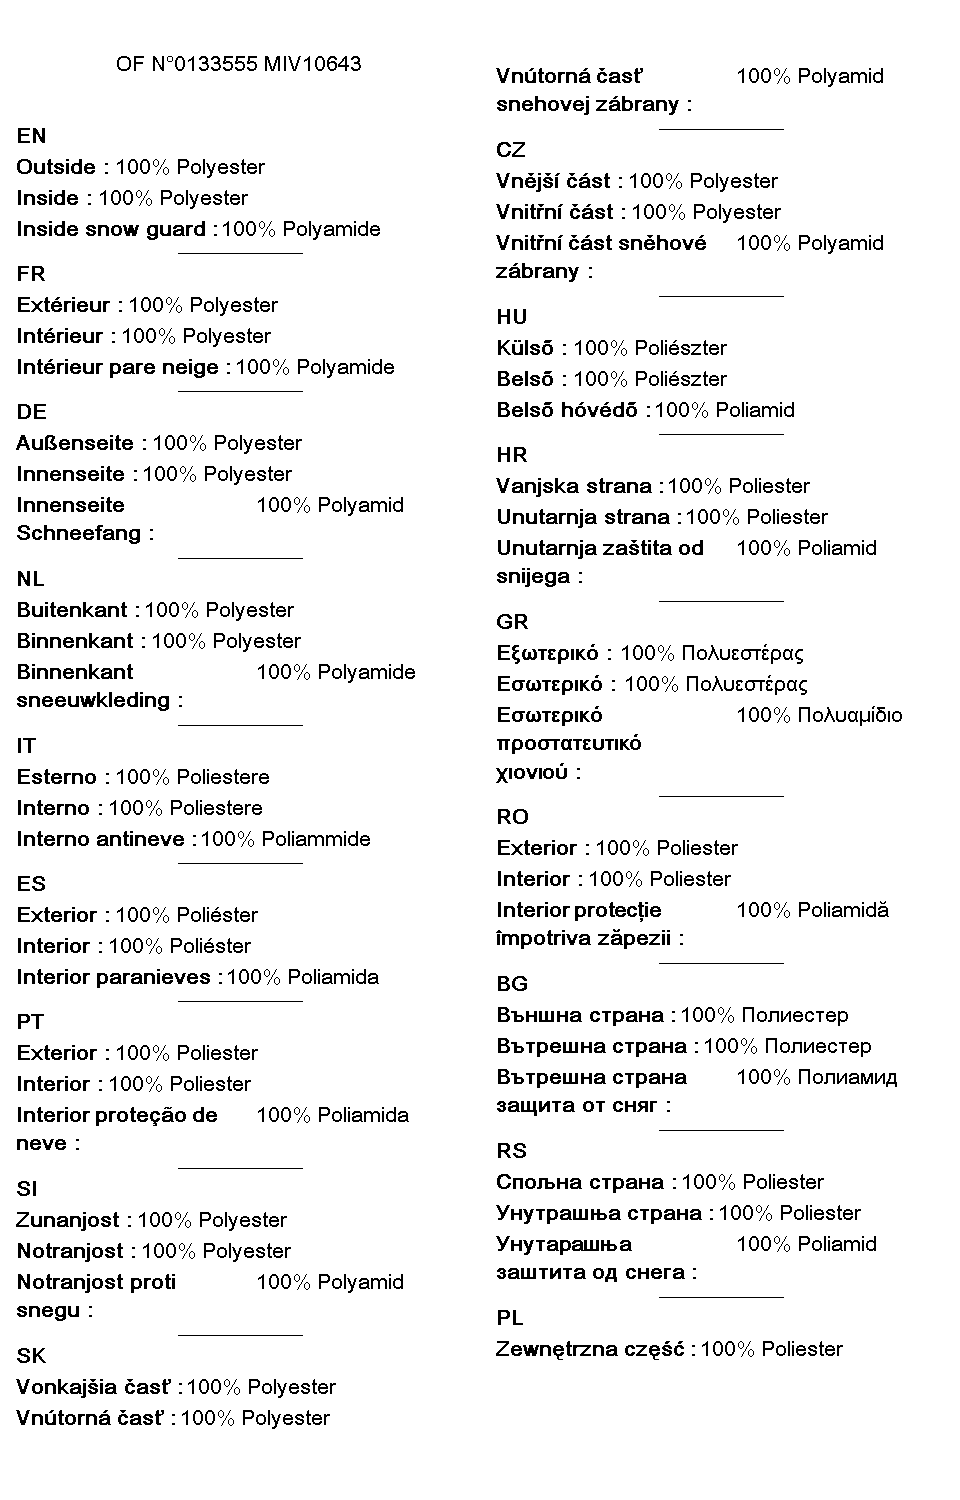 OF N°0133555 MIV10643
EN
Outside : 100% Polyester
Inside : 100% Polyester
Inside snow guard : 100% Polyamide
FR
Extérieur : 100% Polyester
Intérieur : 100% Polyester
Intérieur pare neige : 100% Polyamide
DE
Außenseite : 100% Polyester
Innenseite : 100% Polyester
Innenseite 100% Polyamid
Schneefang :
NL
Buitenkant : 100% Polyester
Binnenkant : 100% Polyester
Binnenkant 100% Polyamide
sneeuwkleding :
IT
Esterno : 100% Poliestere
Interno : 100% Poliestere
Interno antineve : 100% Poliammide
ES
Exterior : 100% Poliéster
Interior : 100% Poliéster
Interior paranieves : 100% Poliamida
PT
Exterior : 100% Poliester
Interior : 100% Poliester
Interior proteção de 100% Poliamida
neve :
SI
Zunanjost : 100% Polyester
Notranjost : 100% Polyester
Notranjost proti 100% Polyamid
snegu :
SK
Vonkajšia časť : 100% Polyester
Vnútorná časť : 100% Polyester
Vnútorná časť 100% Polyamid
snehovej zábrany :
CZ
Vnější část : 100% Polyester
Vnitřní část : 100% Polyester
Vnitřní část sněhové 100% Polyamid
zábrany :
HU
Külső : 100% Poliészter
Belső : 100% Poliészter
Belső hóvédő : 100% Poliamid
HR
Vanjska strana : 100% Poliester
Unutarnja strana : 100% Poliester
Unutarnja zaštita od 100% Poliamid
snijega :
GR
Εξωτερικό : 100% Πολυεστέρας
Εσωτερικό : 100% Πολυεστέρας
Εσωτερικό 100% Πολυαμίδιο
προστατευτικό
χιονιού :
RO
Exterior : 100% Poliester
Interior : 100% Poliester
Interior protecție 100% Poliamidă
împotriva zăpezii :
BG
Външна страна : 100% Полиестер
Вътрешна страна : 100% Полиестер
Вътрешна страна 100% Полиамид
защита от сняг :
RS
Спољна страна : 100% Poliester
Унутрашња страна : 100% Poliester
Унутарашња 100% Poliamid
заштита од снега :
PL
Zewnętrzna część : 100% Poliester